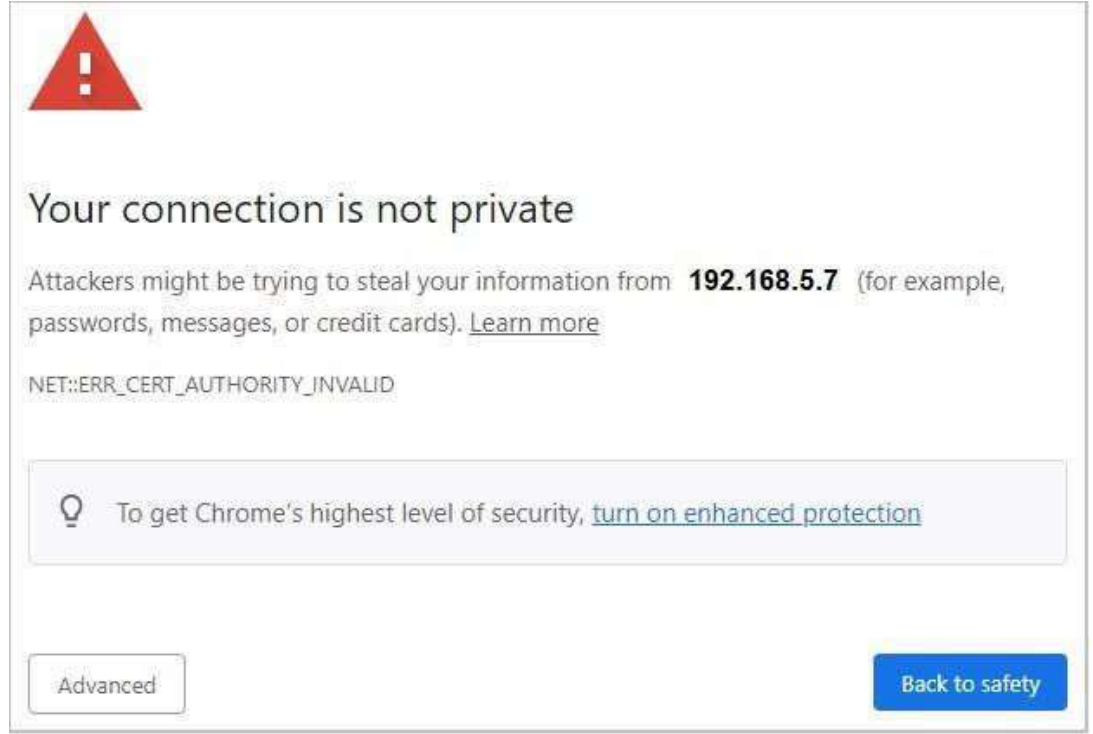 Your connection is not private
Attackers might be trying to steal your information from 192.168.5.7 (for example,
passwords, messages, or credit cards). Learn more
NET::ERR_CERT_AUTHORITY_INVALID
To get Chrome's highest level of security, turn on enhanced protection
Advanced
Back to safety